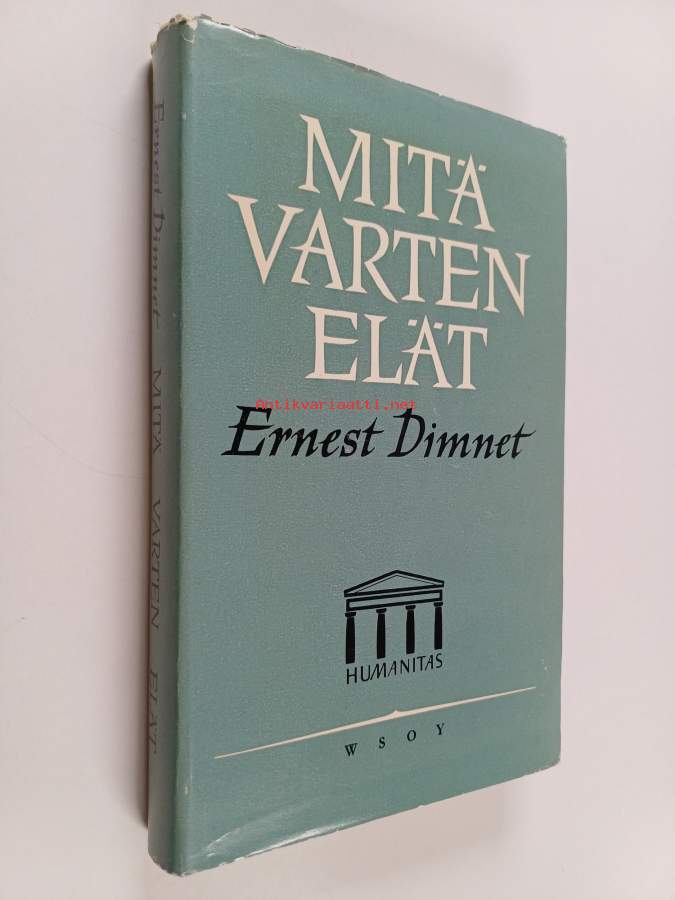 MITÄ
VARTEN
ELÄT
Antikvariaatti.net
Ernest Dimnet
HUMANITAS
WSOY
Ernest Dimnet MITÄ VARTEN ELÄT